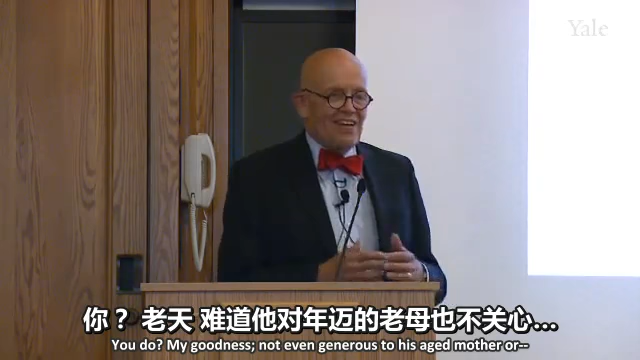 Yale
你？ 老天 难道他对年迈的老母也不关心...
You do? My goodness; not even generous to his aged mother or--